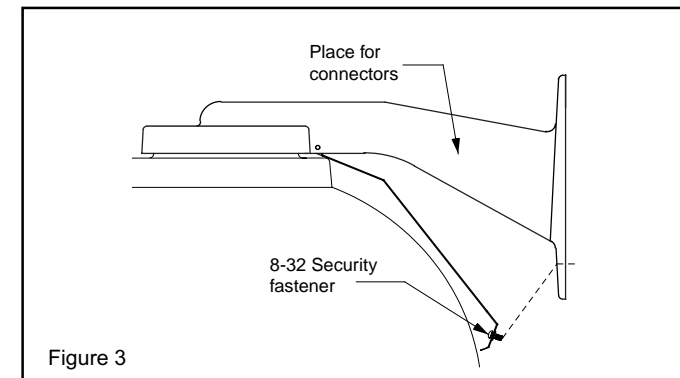 Place for
connectors
8-32 Security
fastener
Figure 3